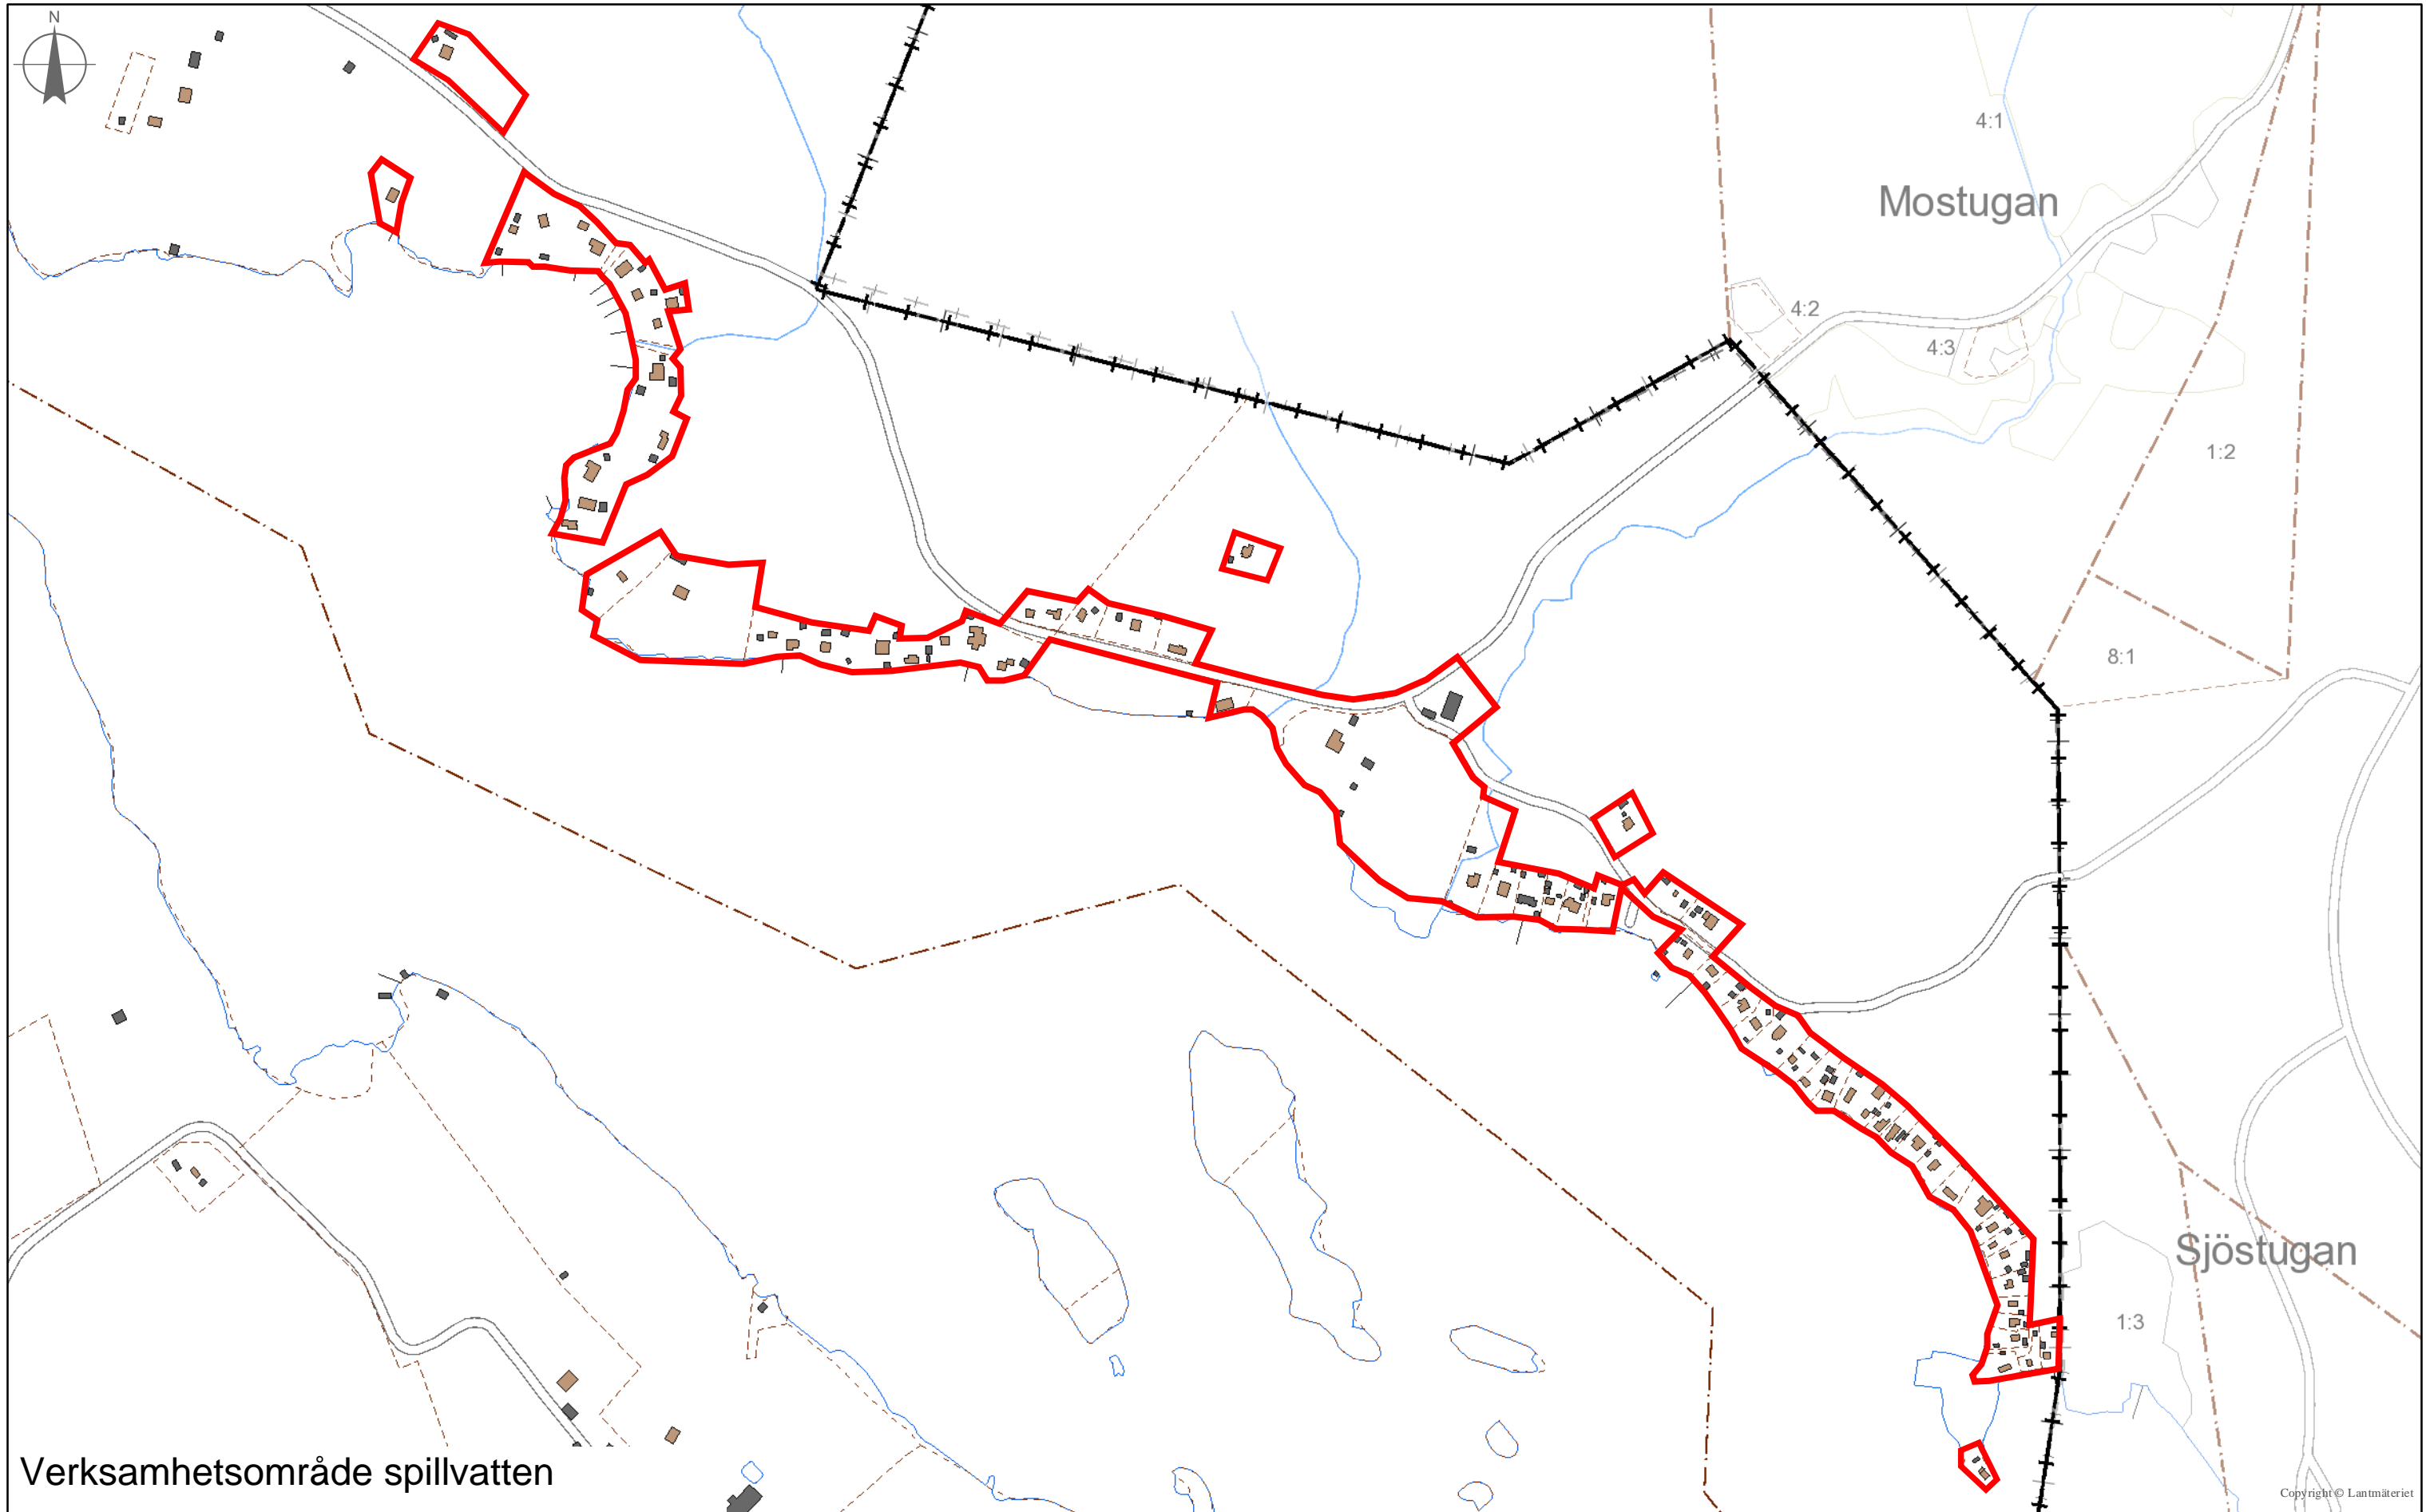 N
4:1
Mostugan
4:2
4:3
1:2
8:1
Sjöstugan
1:3
Verksamhetsområde spillvatten
Copyright © Lantmäteriet